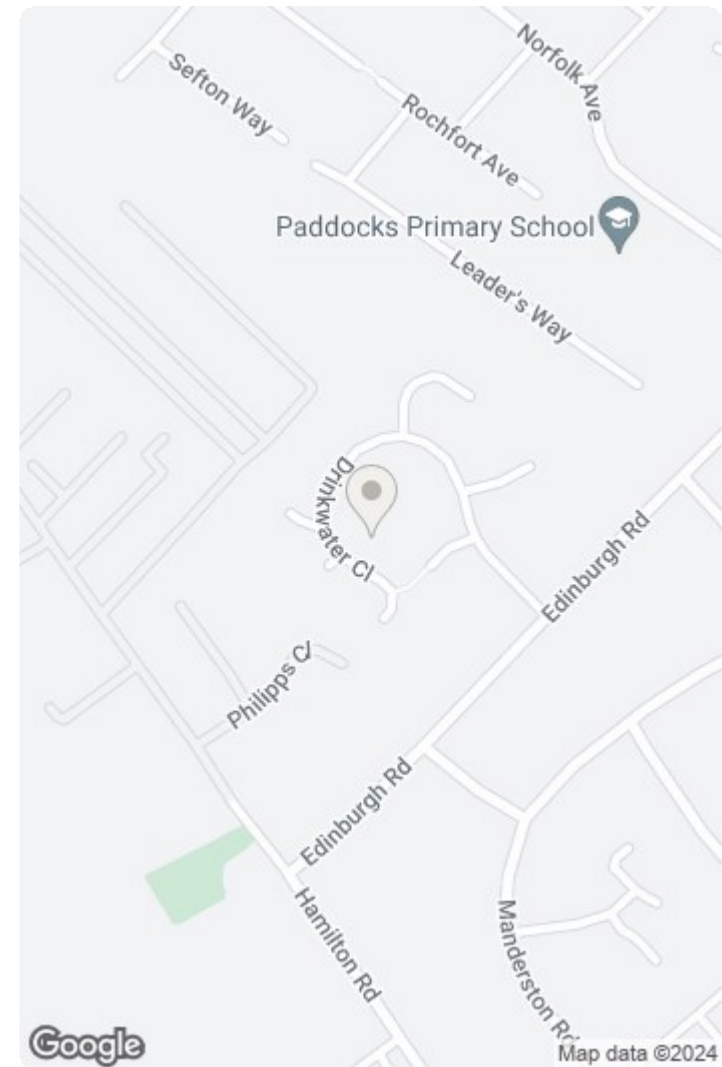 Norfolk Ave
Sefton Way
Rochfort Ave
Paddocks Primary School
Leader's Way
Drinkwater Cl
Edinburgh Rd
Philipps Cl
Edinburgh Rd
Hamilton Rd
Manderston Rd
Google
Map data ©2024